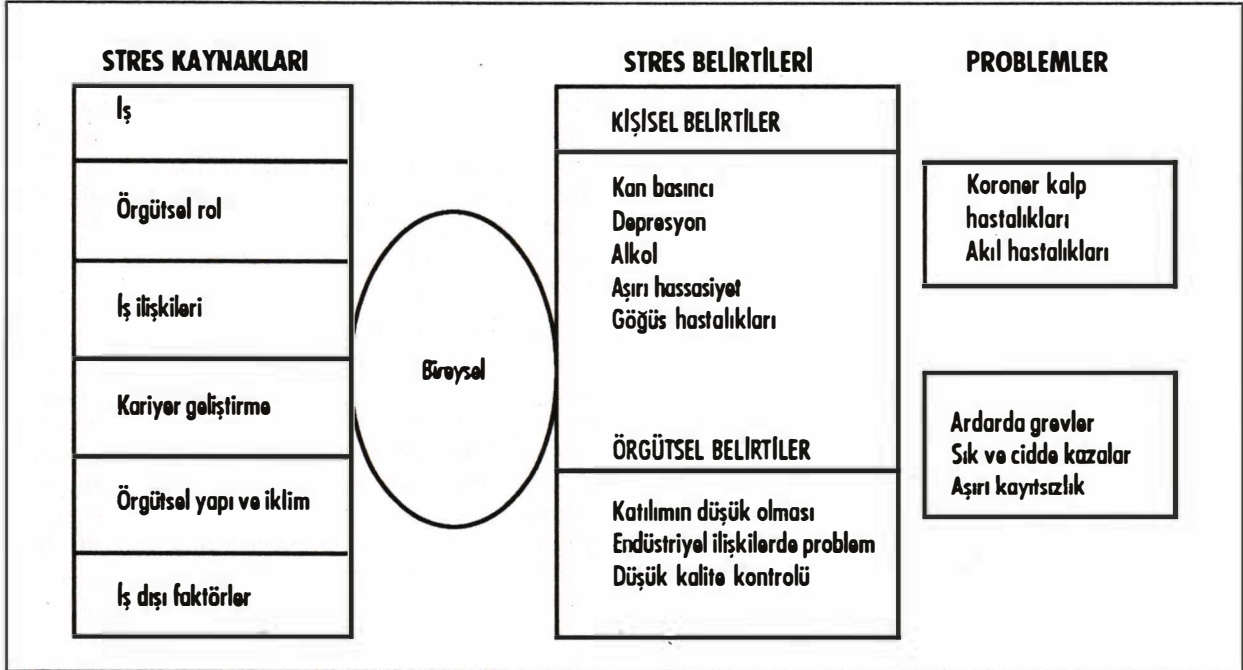 STRES KAYNAKLARI
İş
Örgütsel rol
İş ilişkileri
Kariyer geliştirme
Örgütsel yapı ve iklim
İş dışı faktörler
Bireysel
STRES BELİRTİLERİ
KİŞİSEL BELİRTİLER
Kan basıncı
Depresyon
Alkol
Aşırı hassasiyet
Göğüs hastalıkları
ÖRGÜTSEL BELİRTİLER
Katılımın düşük olması
Endüstriyel ilişkilerde problem
Düşük kalite kontrolü
PROBLEMLER
Koroner kalp
hastalıkları
Akıl hastalıkları
Ardarda grevler
Sık ve cidde kazalar
Aşırı kayıtsızlık